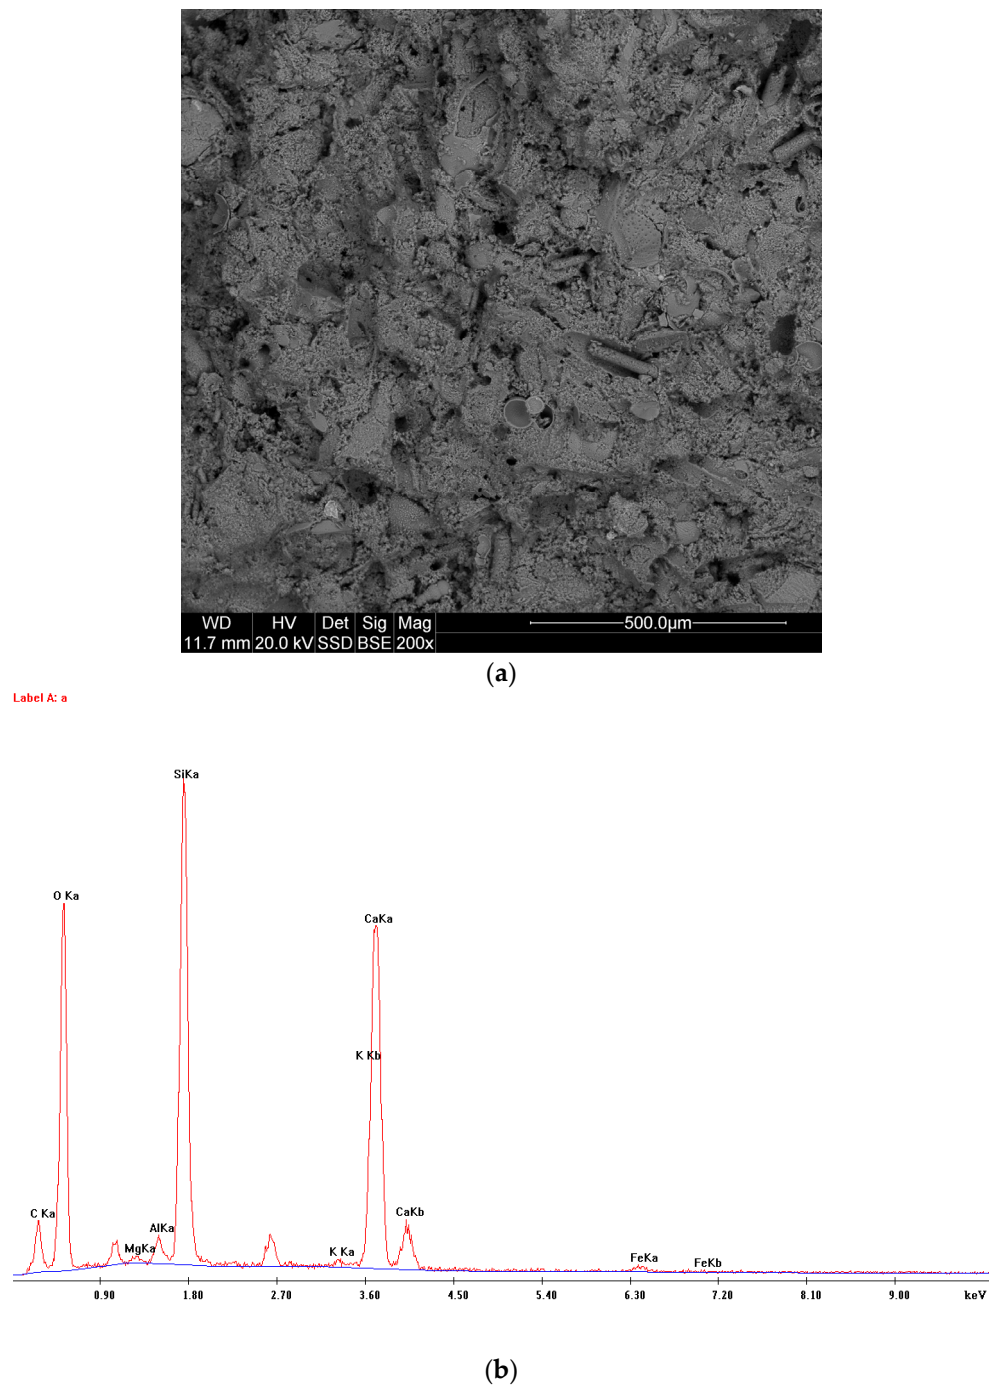 WD HV Det Sig Mag 500.0µm
11.7 mm 20.0 kV SSD BSE 200x
(a)
Label A: a
SiKa
O Ka
CaKa
K Kb
C Ka
CaKb
AlKa
MgKa
K Ka
FeKa
FeKb
0.90 1.80 2.70 3.60 4.50 5.40 6.30 7.20 8.10 9.00 keV
(b)